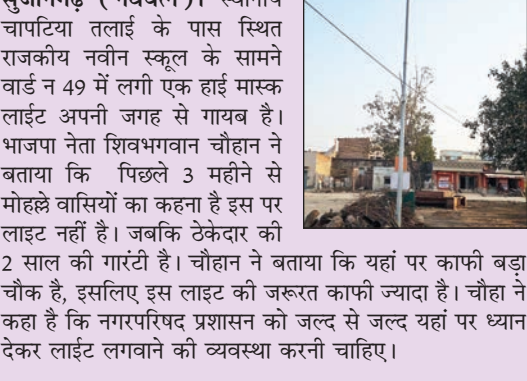 सुजानगढ़ (नवयत्न)। स्थानीय
चापटिया तलाई के पास स्थित
राजकीय नवीन स्कूल के सामने
वार्ड न 49 में लगी एक हाई मास्क
लाईट अपनी जगह से गायब है।
भाजपा नेता शिवभगवान चौहान ने
बताया कि पिछले 3 महीने से
मोहल्ले वासियों का कहना है इस पर
लाइट नहीं है। जबकि ठेकेदार की
2 साल की गारंटी है। चौहान ने बताया कि यहां पर काफी बड़ा
चौक है, इसलिए इस लाइट की जरूरत काफी ज्यादा है। चौहा ने
कहा है कि नगरपरिषद प्रशासन को जल्द से जल्द यहां पर ध्यान
देकर लाईट लगवाने की व्यवस्था करनी चाहिए।